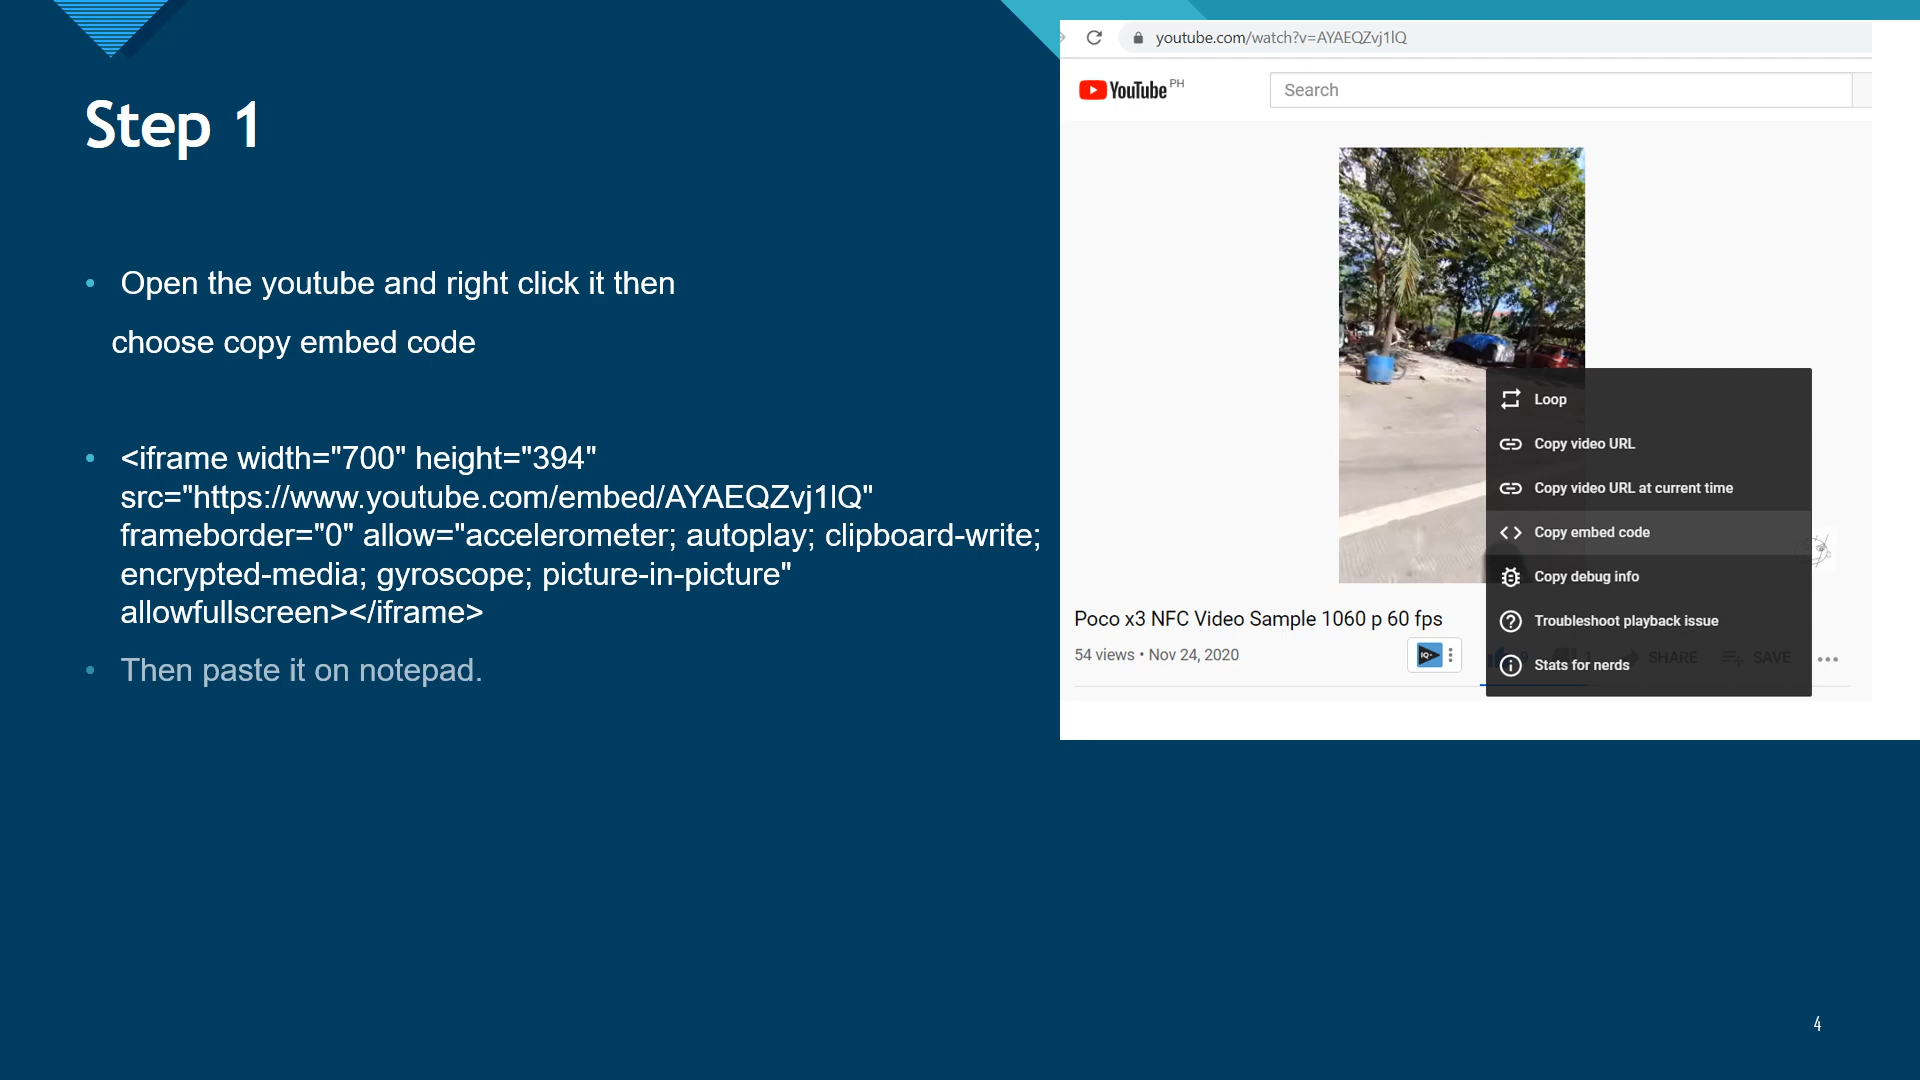 Step 1
• Open the youtube and right click it then
choose copy embed code
• <iframe width="700" height="394"
src="https://www.youtube.com/embed/AYAEQZvj1lQ"
frameborder="0" allow="accelerometer; autoplay; clipboard-write;
encrypted-media; gyroscope; picture-in-picture"
allowfullscreen></iframe>
• Then paste it on notepad.
youtube.com/watch?v=AYAEQZvj1lQ
YouTube PH
Search
Loop
Copy video URL
Copy video URL at current time
Copy embed code
Copy debug info
Troubleshoot playback issue
Stats for nerds
Poco x3 NFC Video Sample 1060 p 60 fps
54 views • Nov 24, 2020
IQ
SHARE
SAVE
4